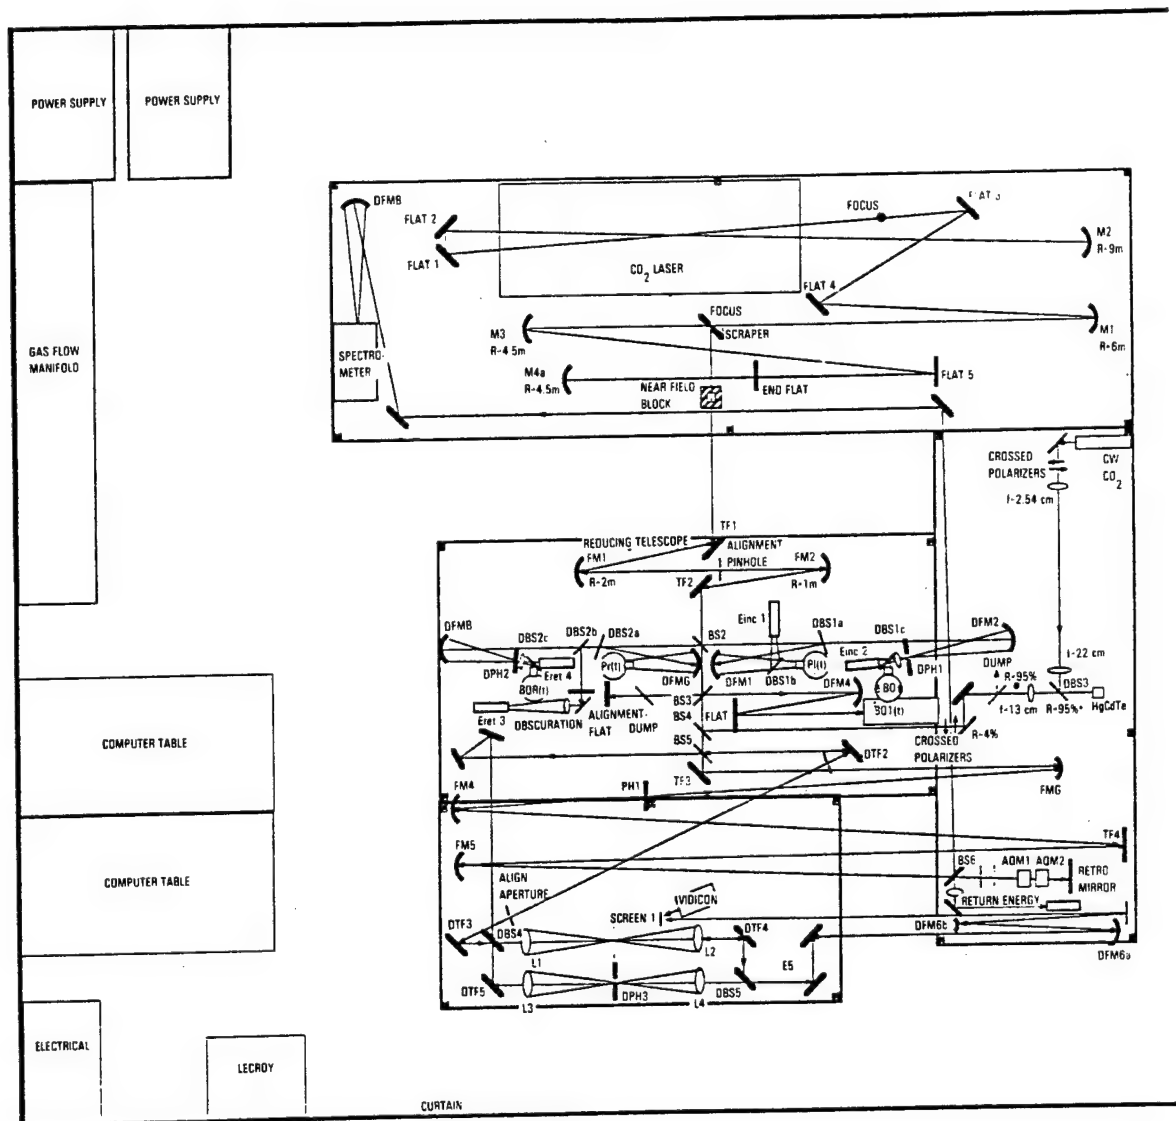 POWER SUPPLY
POWER SUPPLY
DFM8
FLAT 2
FLAT 1
FOCUS
M2
R-9m
CO2 LASER
FLAT 4
FOCUS
SCRAPER
M3
R-4.5m
M1
R-6m
GAS FLOW
MANIFOLD
SPECTRO-
METER
M4a
R-4.5m
FLAT 5
NEAR FIELD
BLOCK
END FLAT
CROSSED
POLARIZERS
CW
CO2
f-2.54 cm
TF1
REDUCING TELESCOPE
ALIGNMENT
PINHOLE
FM1
FM2
R-2m
TF2
R-1m
Einc 1
DFM8
DBS2c
DBS2b
DBS2a
BS2
DBS1a
DBS1c
DFM2
Einc 2
f-22 cm
DPH2
Eret 4
Pr(t)
DFMG
DFM1
DBS1b
PI(t)
DFM4
DPH1
DUMP
R-95%
DBS3
BQR(t)
BS3
Eret 3
OBSCURATION
ALIGNMENT-
FLAT
DUMP
BS4
FLAT
BQ1(t)
f-13 cm
R-95%
HgCdTe
CROSSED
POLARIZERS
R-4%
BS5
DTF2
COMPUTER TABLE
TF3
FM4
PH1
FMG
TF4
FM5
BS6
AOM1
AOM2
RETRO
MIRROR
COMPUTER TABLE
ALIGN
APERTURE
VIDICON
RETURN ENERGY
SCREEN 1
DTF3
DBS4
DTF4
DFM6b
DFM6a
L1
L2
E5
DTF5
DPH3
DBS5
L3
L4
ELECTRICAL
LECROY
CURTAIN